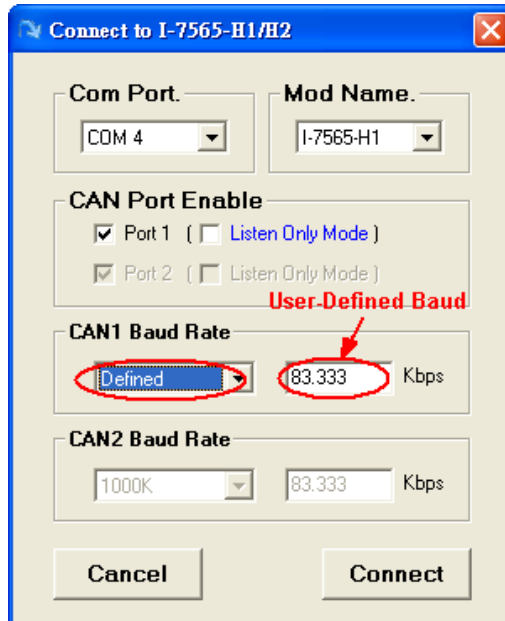 Connect to I-7565-H1/H2
Com Port.
Mod Name.
COM 4
I-7565-H1
CAN Port Enable
Port 1 ( Listen Only Mode )
Port 2 ( Listen Only Mode )
User-Defined Baud
CAN1 Baud Rate
Defined 83.333 Kbps
CAN2 Baud Rate
1000K 83.333 Kbps
Cancel
Connect